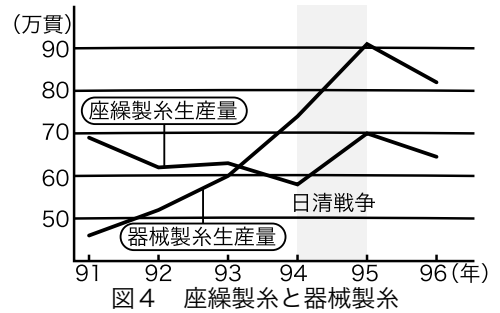 (万貫)
90
80
70
60
50
座繰製糸生産量
日清戦争
器械製糸生産量
91 92 93 94 95 96(年)
図4 座繰製糸と器械製糸